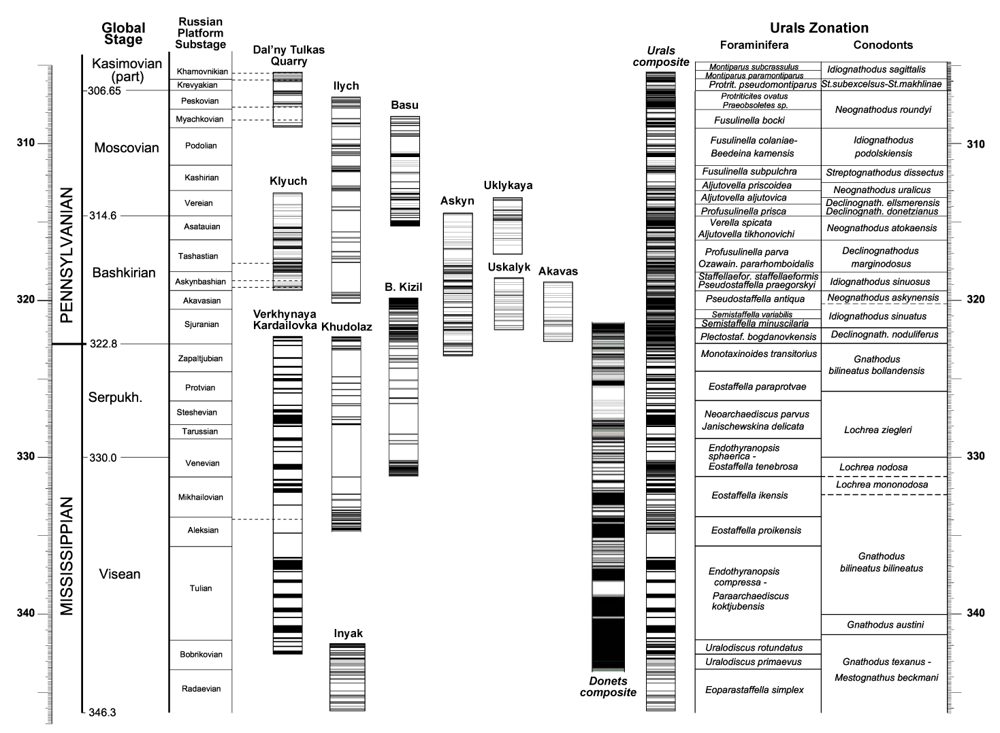 Global
Stage
Russian
Platform
Substage
Urals Zonation
Foraminifera
Conodonts
Dal'ny Tulkas
Quarry
Ilych
Basu
Klyuch
Askyn
Uklykaya
Uskalyk
Akavas
B. Kizil
Verkhynaya
Kardailovka
Khudolaz
Inyak
Donets
composite
Urals
composite
310
320
330
340
PENNSYLVANIAN
MISSISSIPPIAN
Kasimovian
(part)
306.65
Moscovian
314.6
Bashkirian
322.8
Serpukh.
330.0
Visean
346.3
Khamovnikian
Krevyakian
Peskovian
Myachkovian
Podolian
Kashirian
Vereian
Asatauian
Tashastian
Askynbashian
Akavasian
Sjuranian
Zapaltjubian
Protvian
Steshevian
Tarussian
Venevian
Mikhailovian
Aleksian
Tulian
Bobrikovian
Radaevian
Montiparus subcrassulus
Montiparus paramontiparus
Protrit. pseudomontiparus
Protriticites ovatus
Praeobsoletes sp.
Fusulinella bocki
Fusulinella colaniae-
Beedeina kamensis
Fusulinella subpulchra
Aljutovella priscoidea
Aljutovella aljutovica
Profusulinella prisca
Verella spicata
Aljutovella tikhonovichi
Profusulinella parva
Ozawain. pararhomboidalis
Staffellaefor. staffellaeformis
Pseudostaffella praegorskyi
Pseudostaffella antiqua
Semistaffella variabilis
Semistaffella minuscilaria
Plectostaf. bogdanovkensis
Monotaxinoides transitorius
Eostaffella paraprotvae
Neoarchaediscus parvus
Janischewskina delicata
Endothyranopsis
sphaerica -
Eostaffella tenebrosa
Eostaffella ikensis
Eostaffella proikensis
Endothyranopsis
compressa -
Paraarchaediscus
koktjubensis
Uralodiscus rotundatus
Uralodiscus primaevus
Eoparastaffella simplex
Idiognathodus sagittalis
St.subexcelsus-St.makhlinae
Neognathodus roundyi
Idiognathodus
podolskiensis
Streptognathodus dissectus
Neognathodus uralicus
Declinognath. ellsmerensis
Declinognath. donetzianus
Neognathodus atokaensis
Declinognathodus
marginodosus
Idiognathodus sinuosus
Neognathodus askynensis
Idiognathodus sinuatus
Declinognath. noduliferus
Gnathodus
bilineatus bollandensis
Lochrea ziegleri
Lochrea nodosa
Lochrea mononodosa
Gnathodus
bilineatus bilineatus
Gnathodus austini
Gnathodus texanus -
Mestognathus beckmani
310
320
330
340